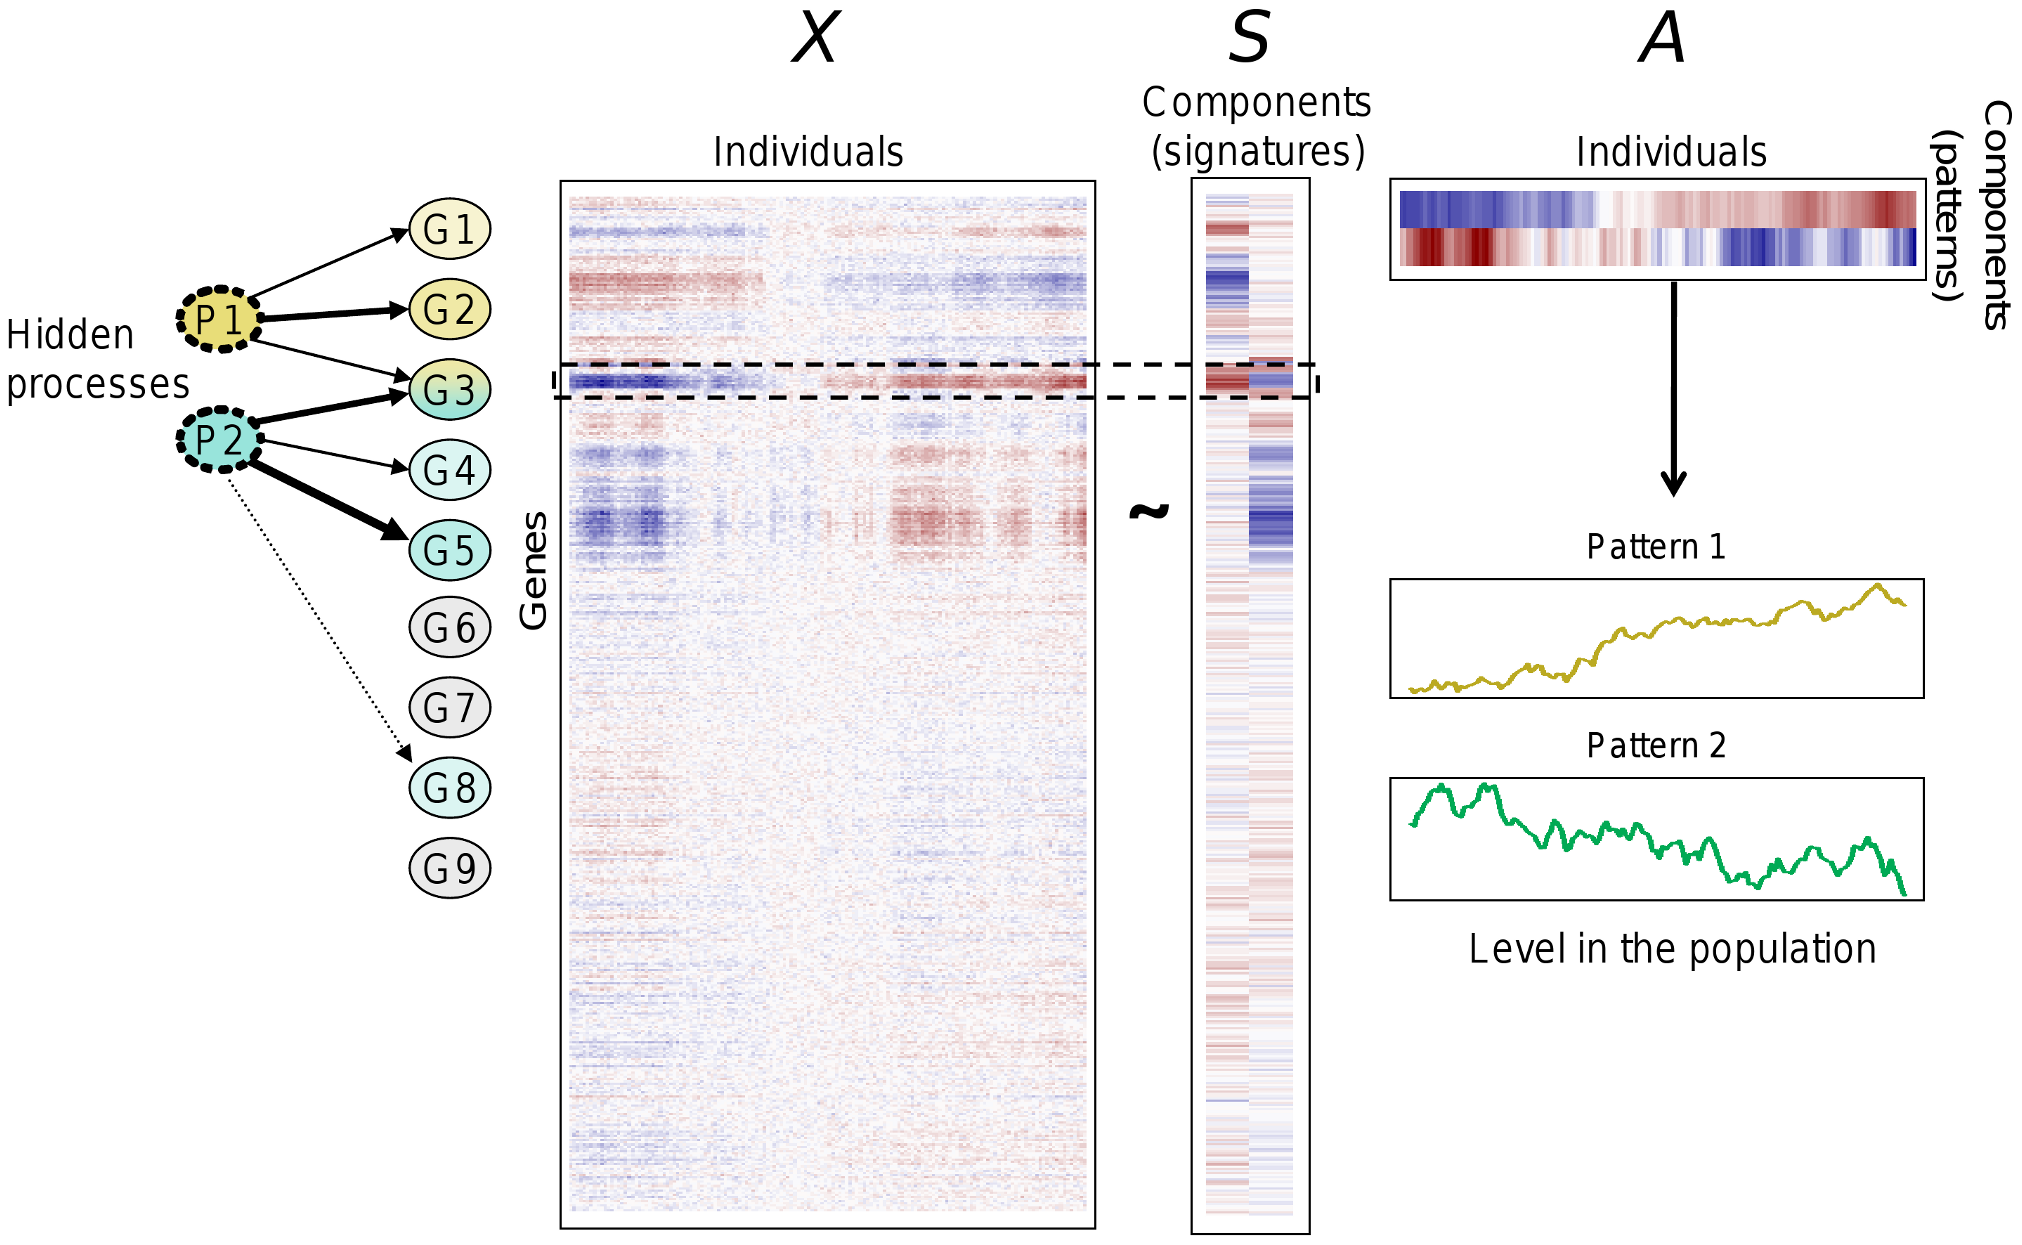 X
S
A
Components
(signatures)
Individuals
Individuals
Components
(patterns)
Hidden
processes
P1
P2
G1
G2
G3
G4
G5
G6
G7
G8
G9
Genes
~
Pattern 1
Pattern 2
Level in the population